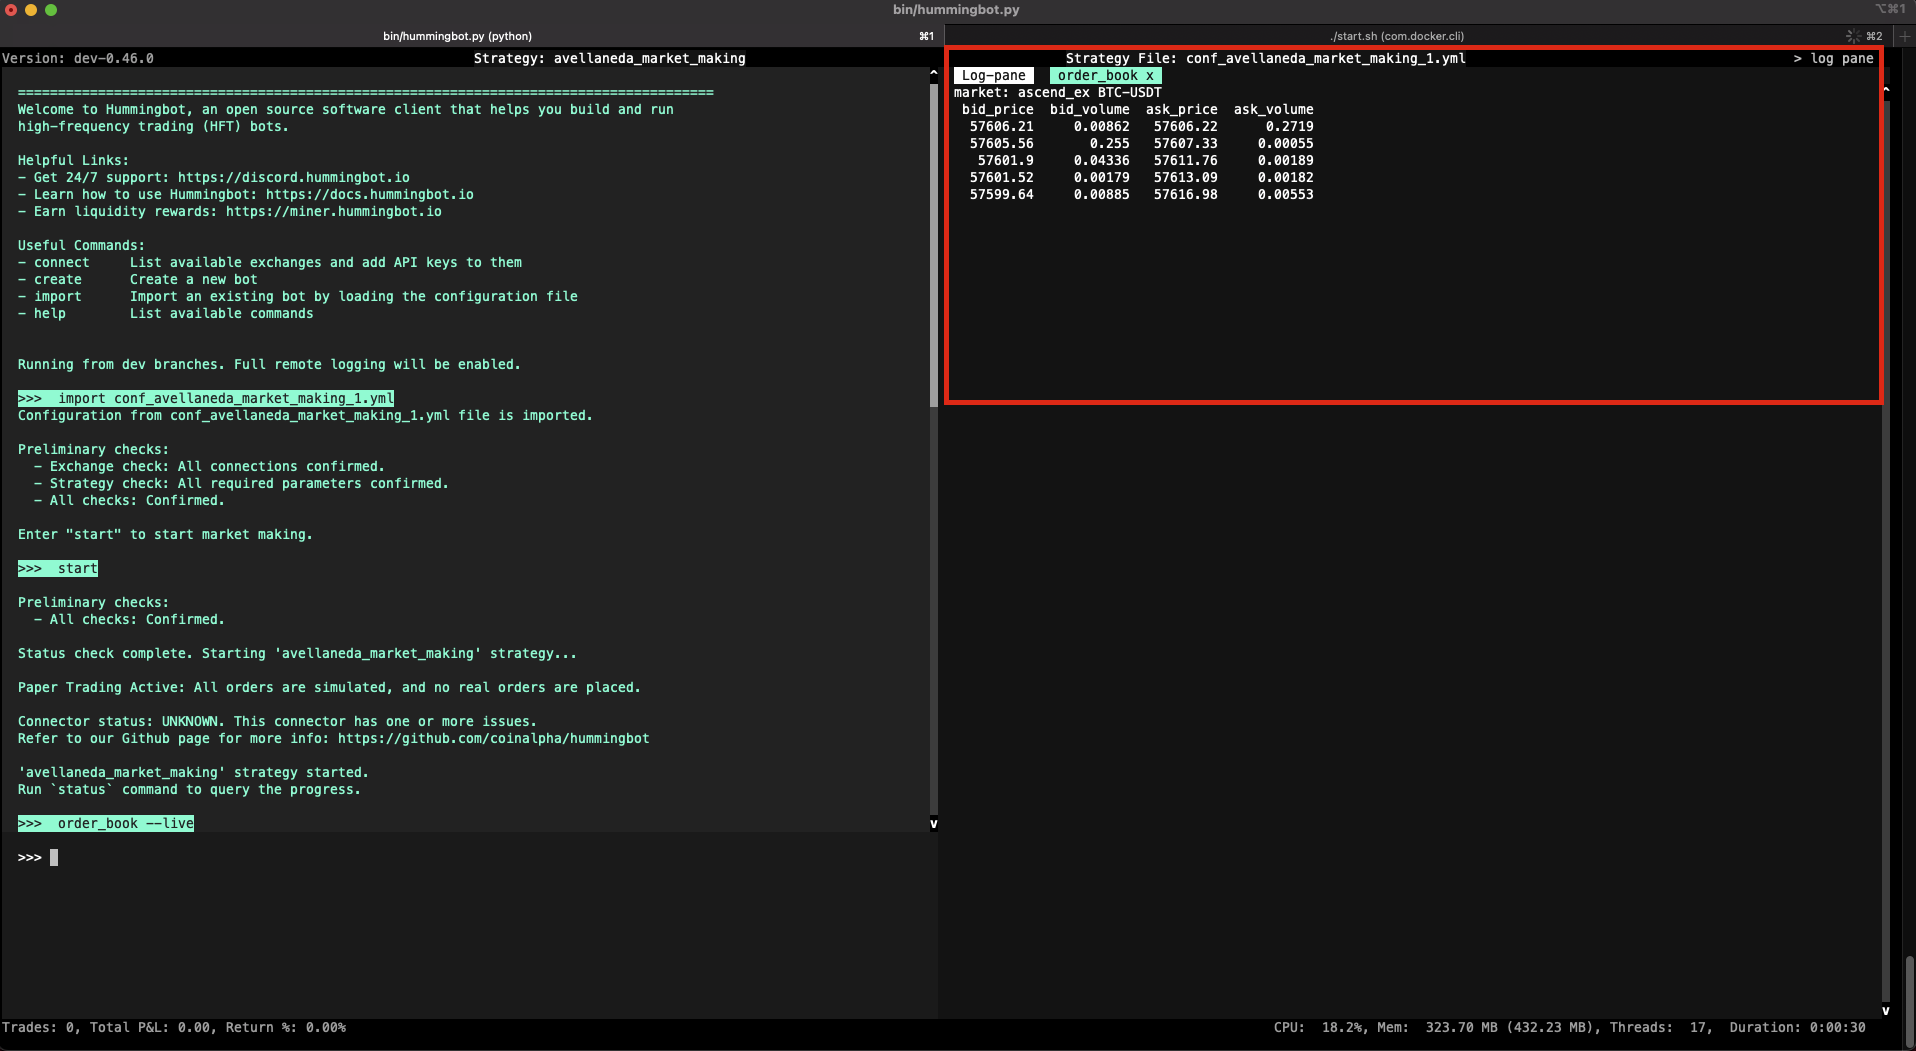 bin/hummingbot.py
⌥⌘1
bin/hummingbot.py (python) ⌘1
./start.sh (com.docker.cli) ⌘2 +
Version: dev-0.46.0 Strategy: avellaneda_market_making
================================================================================
Welcome to Hummingbot, an open source software client that helps you build and run
high-frequency trading (HFT) bots.
Helpful Links:
- Get 24/7 support: https://discord.hummingbot.io
- Learn how to use Hummingbot: https://docs.hummingbot.io
- Earn liquidity rewards: https://miner.hummingbot.io
Useful Commands:
- connect List available exchanges and add API keys to them
- create Create a new bot
- import Import an existing bot by loading the configuration file
- help List available commands
Running from dev branches. Full remote logging will be enabled.
>>> import conf_avellaneda_market_making_1.yml
Configuration from conf_avellaneda_market_making_1.yml file is imported.
Preliminary checks:
- Exchange check: All connections confirmed.
- Strategy check: All required parameters confirmed.
- All checks: Confirmed.
Enter "start" to start market making.
>>> start
Preliminary checks:
- All checks: Confirmed.
Status check complete. Starting 'avellaneda_market_making' strategy...
Paper Trading Active: All orders are simulated, and no real orders are placed.
Connector status: UNKNOWN. This connector has one or more issues.
Refer to our Github page for more info: https://github.com/coinalpha/hummingbot
'avellaneda_market_making' strategy started.
Run `status` command to query the progress.
>>> order_book --live
>>>
Strategy File: conf_avellaneda_market_making_1.yml > log pane
Log-pane order_book x
market: ascend_ex BTC-USDT
bid_price bid_volume ask_price ask_volume
57606.21 0.00862 57606.22 0.2719
57605.56 0.255 57607.33 0.00055
57601.9 0.04336 57611.76 0.00189
57601.52 0.00179 57613.09 0.00182
57599.64 0.00885 57616.98 0.00553
Trades: 0, Total P&L: 0.00, Return %: 0.00%
CPU: 18.2%, Mem: 323.70 MB (432.23 MB), Threads: 17, Duration: 0:00:30